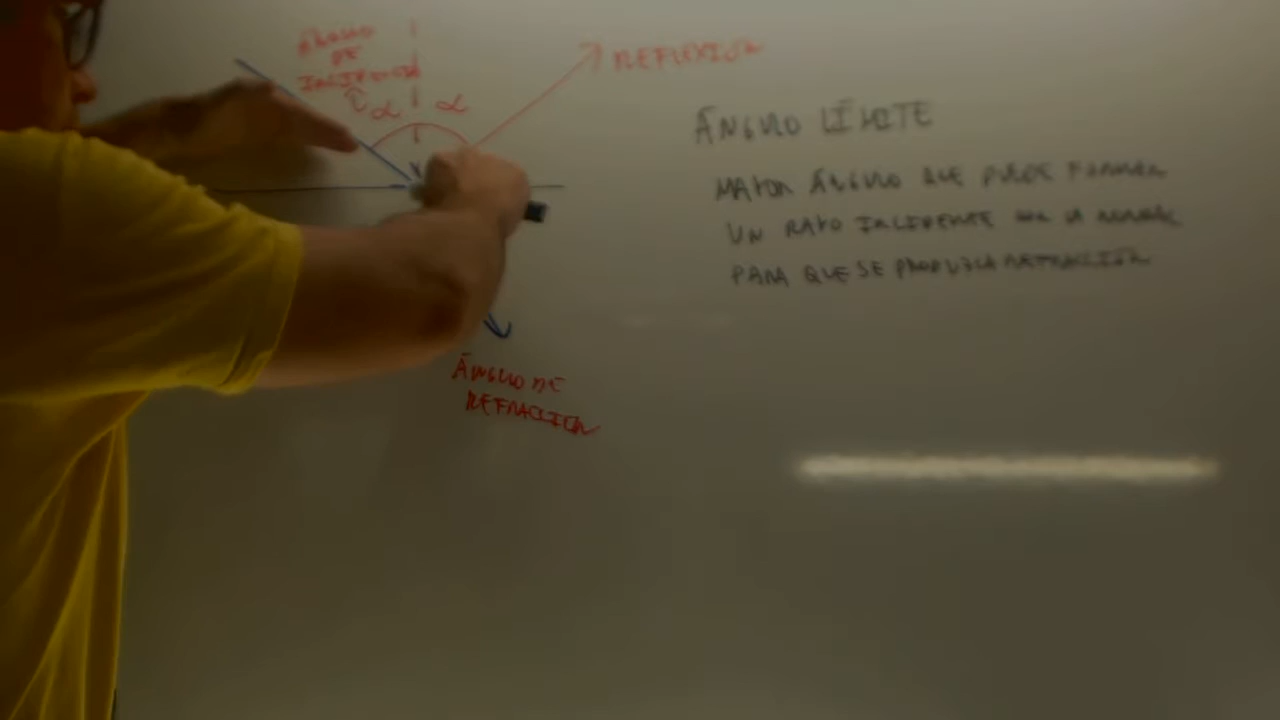 ÁNGULO
DE
INCIDENCIA
î α α
REFLEXIÓN
ÁNGULO LÍMITE
MAYOR ÁNGULO QUE PUEDE FORMAR
UN RAYO INCIDENTE CON LA NORMAL
PARA QUE SE PRODUZCA REFRACCIÓN
ÁNGULO DE
REFRACCIÓN